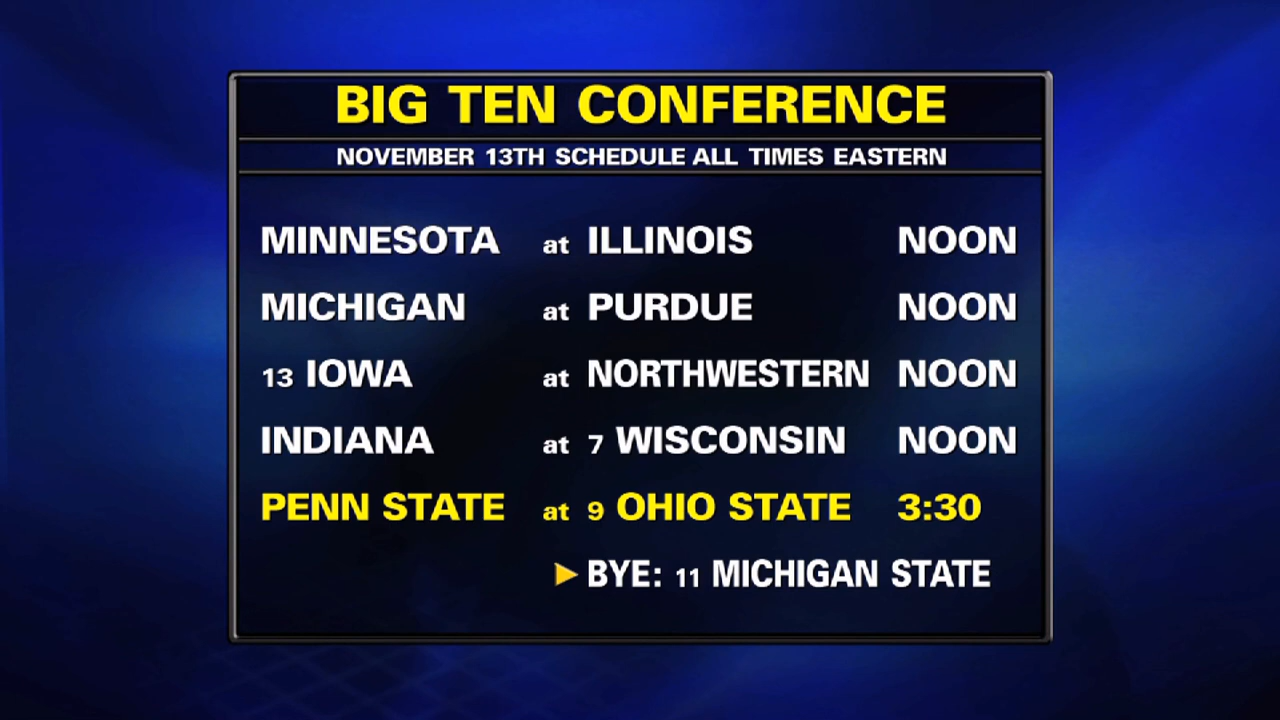 BIG TEN CONFERENCE
NOVEMBER 13TH SCHEDULE ALL TIMES EASTERN
MINNESOTA at ILLINOIS NOON
MICHIGAN at PURDUE NOON
13 IOWA at NORTHWESTERN NOON
INDIANA at 7 WISCONSIN NOON
PENN STATE at 9 OHIO STATE 3:30
BYE: 11 MICHIGAN STATE